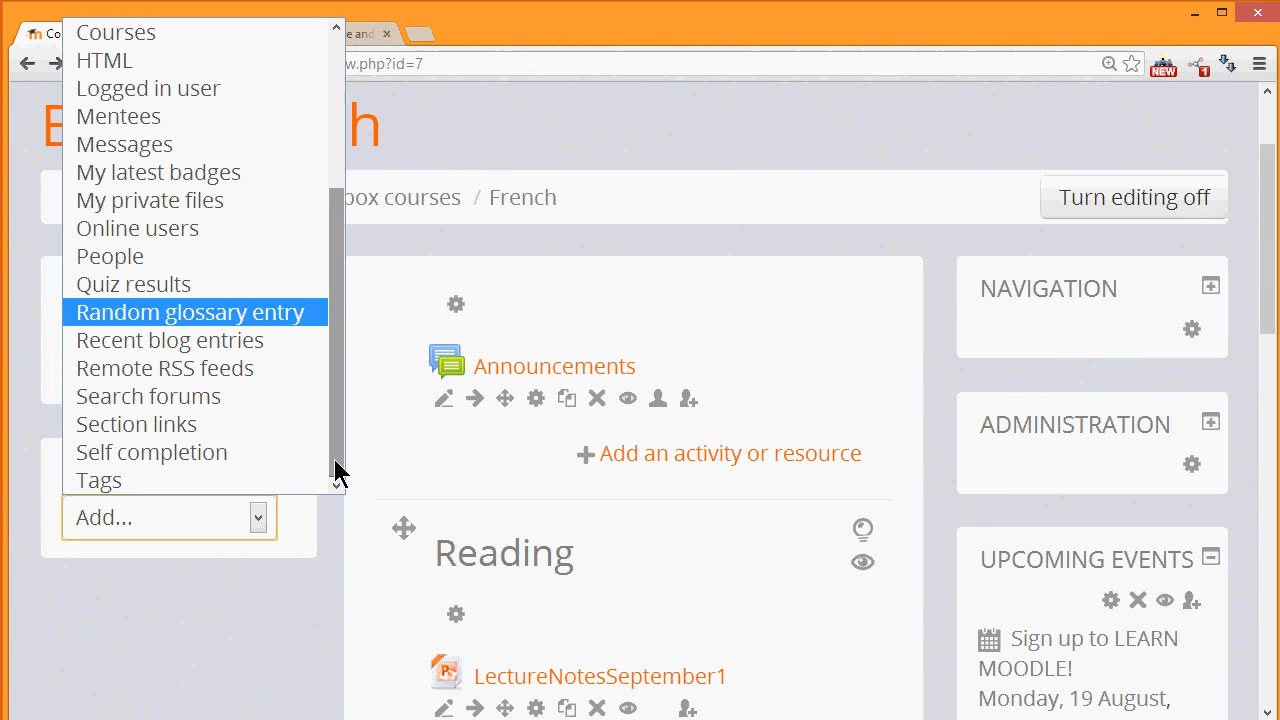 Co
e and
w.php?id=7
NEW
1
Courses
HTML
Logged in user
Mentees
Messages
My latest badges
My private files
Online users
People
Quiz results
Random glossary entry
Recent blog entries
Remote RSS feeds
Search forums
Section links
Self completion
Tags
Add...
h
box courses / French
Turn editing off
Announcements
Add an activity or resource
Reading
LectureNotesSeptember1
NAVIGATION
ADMINISTRATION
UPCOMING EVENTS
Sign up to LEARN
MOODLE!
Monday, 19 August,